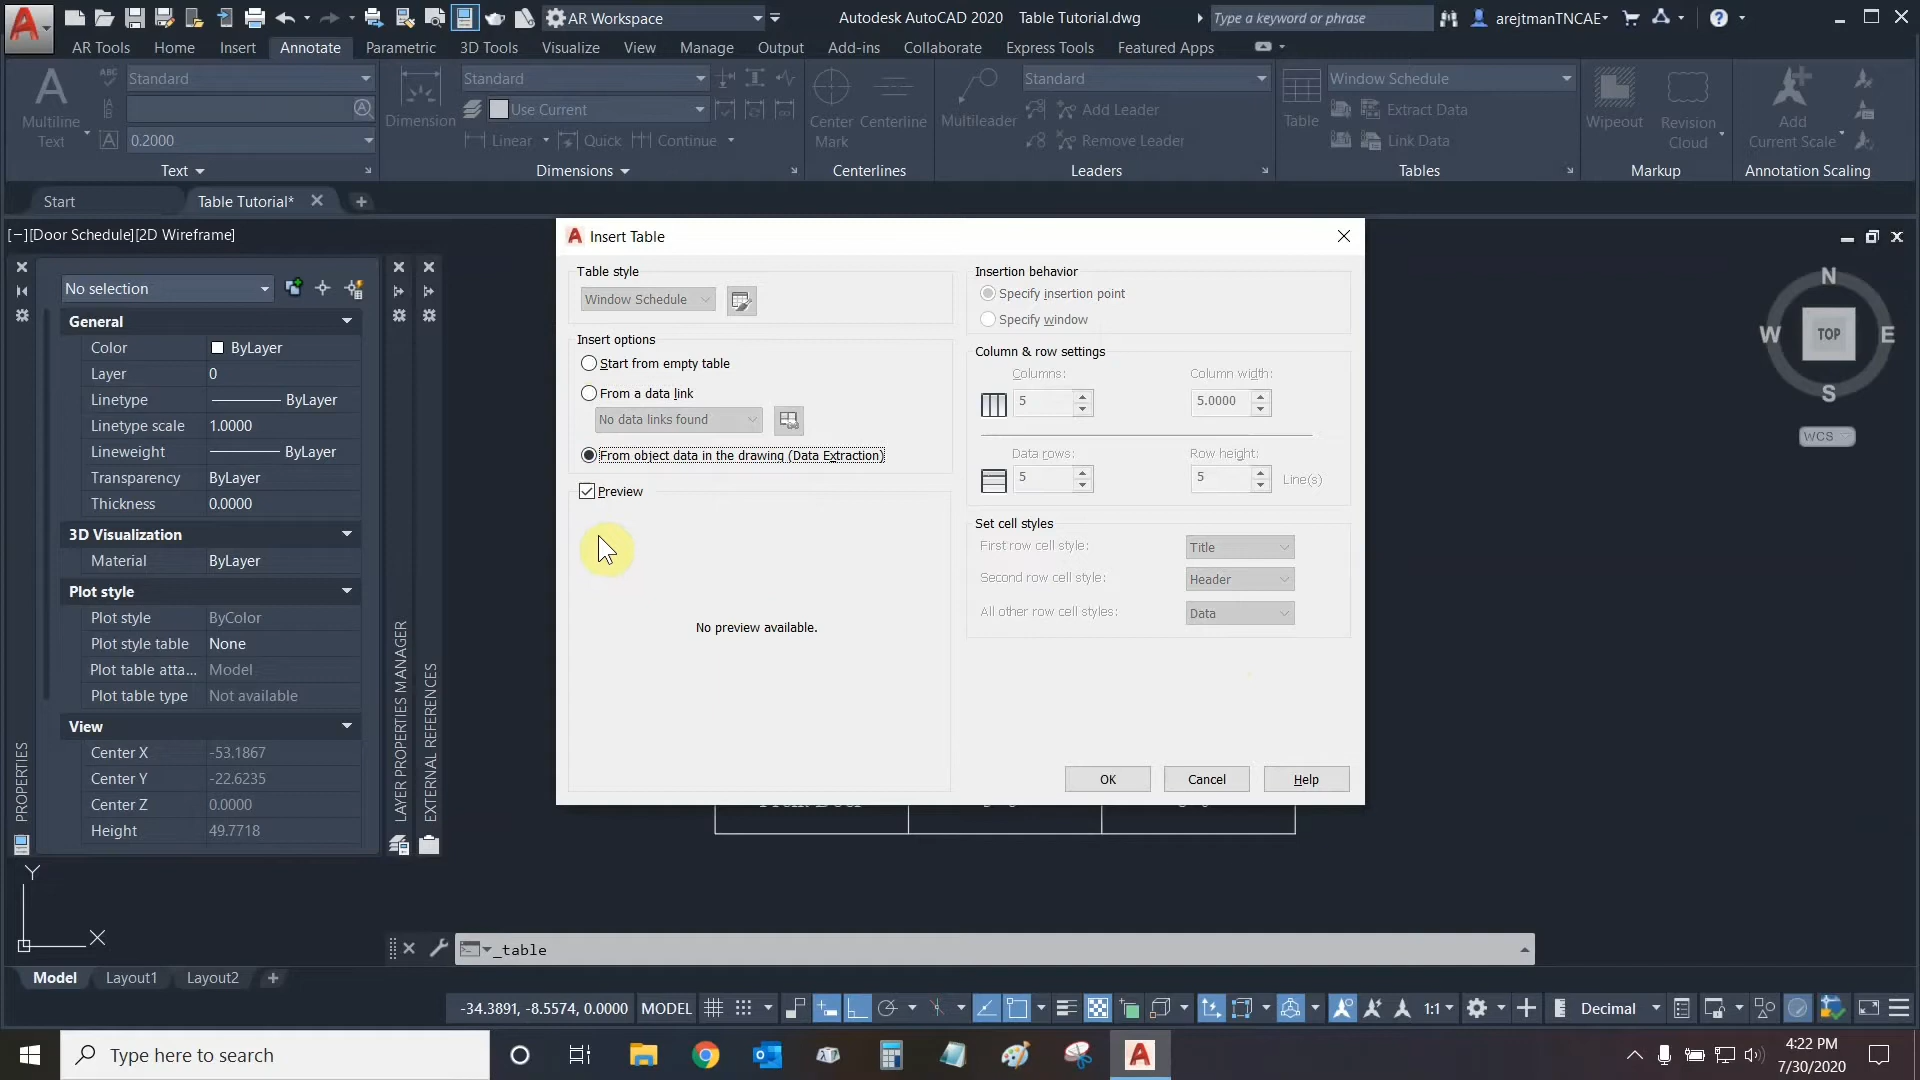 AR Workspace
Autodesk AutoCAD 2020 Table Tutorial.dwg
Type a keyword or phrase
arejtmanTNCAE
AR Tools Home Insert Annotate Parametric 3D Tools Visualize View Manage Output Add-ins Collaborate Express Tools Featured Apps
Multiline Text
Standard
0.2000
Text
Dimension
Standard
Use Current
Linear Quick Continue
Dimensions
Center Mark
Centerline
Centerlines
Multileader
Standard
Add Leader
Remove Leader
Leaders
Table
Window Schedule
Extract Data
Link Data
Tables
Wipeout
Revision Cloud
Markup
Add Current Scale
Annotation Scaling
Start Table Tutorial*
[−][Door Schedule][2D Wireframe]
No selection
General
Color ByLayer
Layer 0
Linetype ByLayer
Linetype scale 1.0000
Lineweight ByLayer
Transparency ByLayer
Thickness 0.0000
3D Visualization
Material ByLayer
Plot style
Plot style ByColor
Plot style table None
Plot table atta... Model
Plot table type Not available
View
Center X -53.1867
Center Y -22.6235
Center Z 0.0000
Height 49.7718
PROPERTIES
LAYER PROPERTIES MANAGER
EXTERNAL REFERENCES
Insert Table
Table style
Window Schedule
Insert options
Start from empty table
From a data link
No data links found
From object data in the drawing (Data Extraction)
Preview
No preview available.
Insertion behavior
Specify insertion point
Specify window
Column & row settings
Columns: Column width:
5 5.0000
Data rows: Row height:
5 5 Line(s)
Set cell styles
First row cell style: Title
Second row cell style: Header
All other row cell styles: Data
OK Cancel Help
N
W TOP E
S
WCS
Y
X
_table
Model Layout1 Layout2
-34.3891, -8.5574, 0.0000 MODEL
1:1
Decimal
Type here to search
4:22 PM
7/30/2020